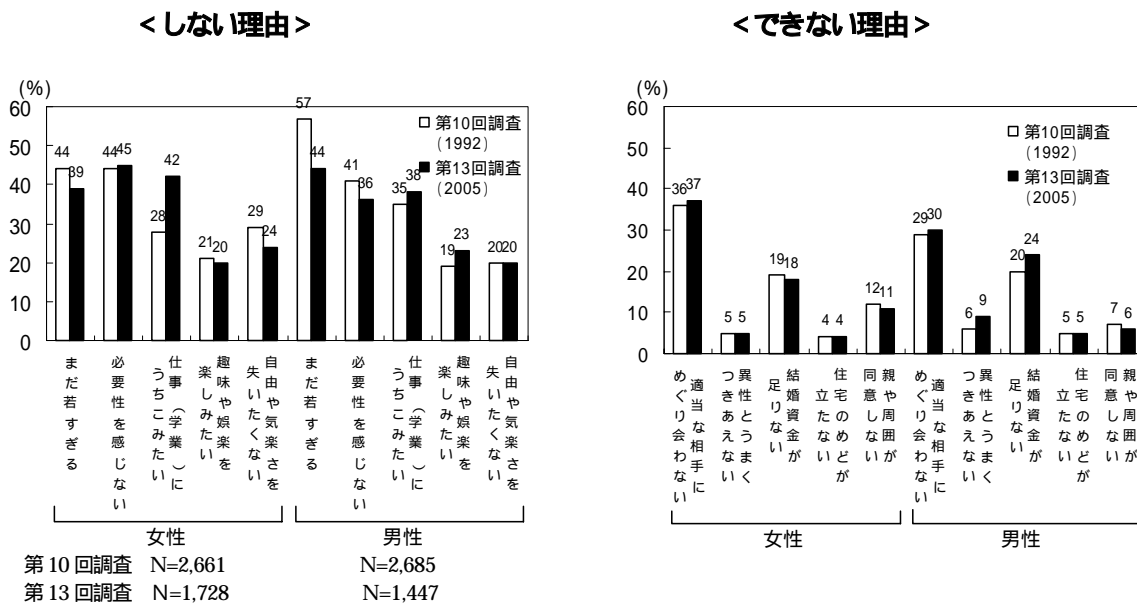 <しない理由>
(%)
60
50
40
30
20
10
0
44
39
44
45
28
42
21
20
29
24
57
44
41
36
35
38
19
23
20
20
第10回調査
(1992)
第13回調査
(2005)
まだ若すぎる
必要性を感じない
仕事(学業)に
うちこみたい
趣味や娯楽を
楽しみたい
自由や気楽さを
失いたくない
まだ若すぎる
必要性を感じない
仕事(学業)に
うちこみたい
趣味や娯楽を
楽しみたい
自由や気楽さを
失いたくない
女性
男性
第10回調査 N=2,661 N=2,685
第13回調査 N=1,728 N=1,447
<できない理由>
(%)
60
50
40
30
20
10
0
36
37
5
5
19
18
4
4
12
11
29
30
6
9
20
24
5
5
7
6
第10回調査
(1992)
第13回調査
(2005)
適当な相手に
めぐり会わない
異性とうまく
つきあえない
結婚資金が
足りない
住宅のめどが
立たない
親や周囲が
同意しない
適当な相手に
めぐり会わない
異性とうまく
つきあえない
結婚資金が
足りない
住宅のめどが
立たない
親や周囲が
同意しない
女性
男性